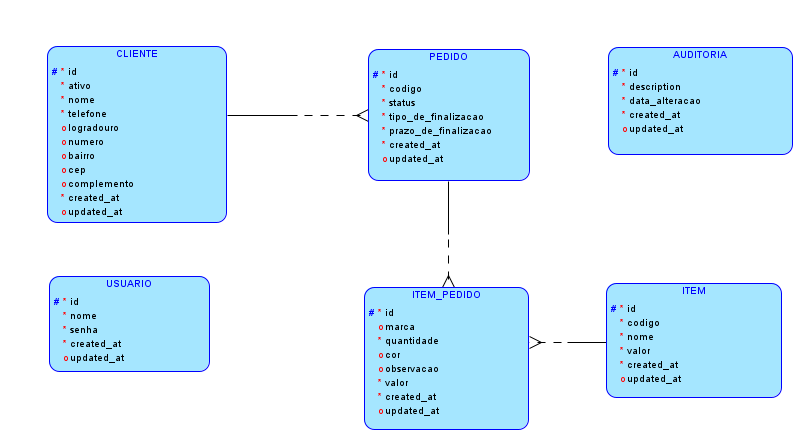 CLIENTE
# * id
* ativo
* nome
* telefone
o logradouro
o numero
o bairro
o cep
o complemento
* created_at
o updated_at
PEDIDO
# * id
* codigo
* status
* tipo_de_finalizacao
* prazo_de_finalizacao
* created_at
o updated_at
AUDITORIA
# * id
* description
* data_alteracao
* created_at
o updated_at
USUARIO
# * id
* nome
* senha
* created_at
o updated_at
ITEM_PEDIDO
# * id
o marca
* quantidade
o cor
o observacao
* valor
* created_at
o updated_at
ITEM
# * id
* codigo
* nome
* valor
* created_at
o updated_at